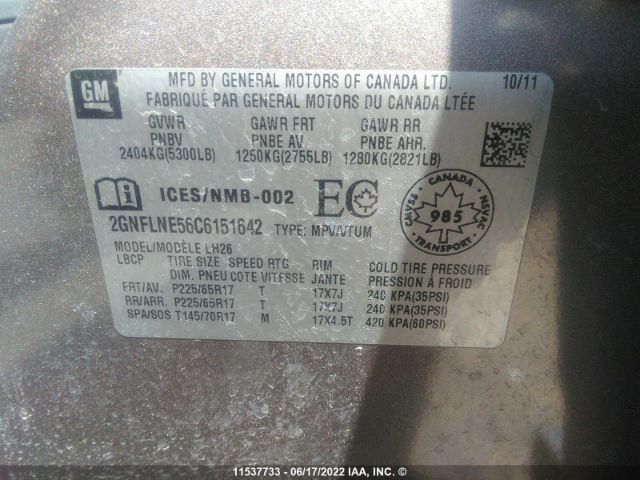 GM
MFD BY GENERAL MOTORS OF CANADA LTD. 10/11
FABRIQUÉ PAR GENERAL MOTORS DU CANADA LTÉE
GVWR GAWR FRT GAWR RR
PNBV PNBE AV. PNBE ARR.
2404KG(5300LB) 1250KG(2755LB) 1280KG(2821LB)
ICES/NMB-002 EC
CANADA
CMVSS 985 NSVAC
TRANSPORT
2GNFLNE56C6151642 TYPE: MPV/VTUM
MODEL/MODÈLE LH26
LBCP TIRE SIZE SPEED RTG RIM COLD TIRE PRESSURE
DIM. PNEU COTE VITESSE JANTE PRESSION À FROID
FRT/AV. P225/65R17 T 17X7J 240 KPA(35PSI)
RR/ARR. P225/65R17 T 17X7J 240 KPA(35PSI)
SPA/SOS T145/70R17 M 17X4.5T 420 KPA(60PSI)
11537733 - 06/17/2022 IAA, Inc. ©